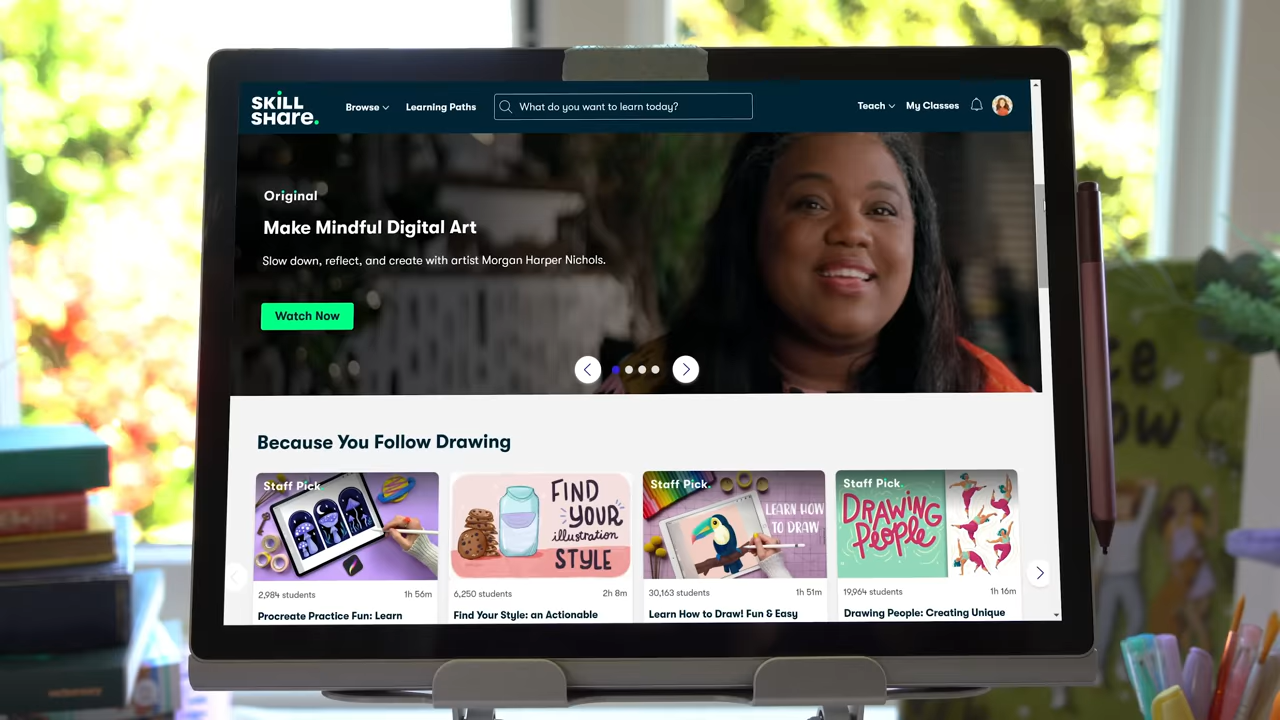 SKILL
SHare.
Browse
Learning Paths
What do you want to learn today?
Teach
My Classes
Original
Make Mindful Digital Art
Slow down, reflect, and create with artist Morgan Harper Nichols.
Watch Now
Because You Follow Drawing
Staff Pick.
FIND
YOUR
illustration
STYLE
Staff Pick.
LEARN HOW
TO DRAW
Staff Pick.
DRAWING
People
2,984 students
1h 56m
6,250 students
2h 8m
30,163 students
1h 51m
19,964 students
1h 16m
Procreate Practice Fun: Learn
Find Your Style: an Actionable
Learn How to Draw! Fun & Easy
Drawing People: Creating Unique